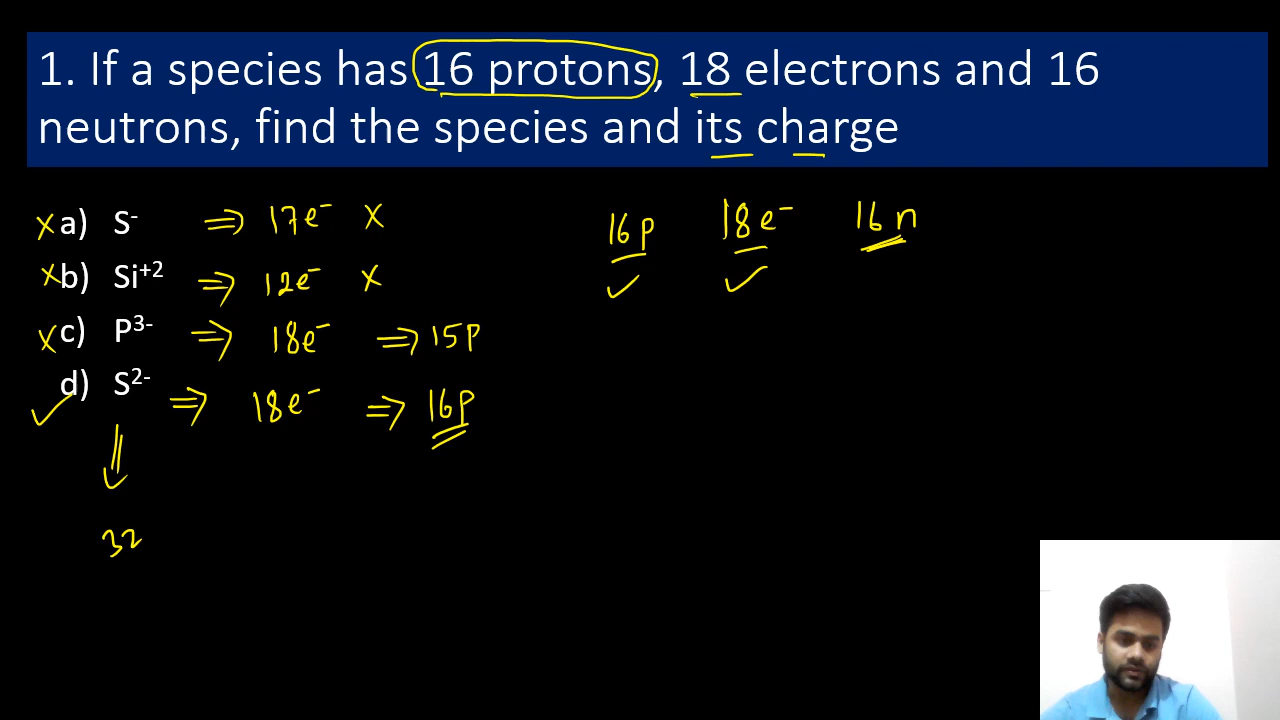 1. If a species has 16 protons, 18 electrons and 16
neutrons, find the species and its charge
x a) S⁻ ⇒ 17e⁻ x
x b) Si⁺² ⇒ 12e⁻ x
x c) P³⁻ ⇒ 18e⁻ ⇒ 15P
✓ d) S²⁻ ⇒ 18e⁻ ⇒ 16P
32
16p 18e⁻ 16n
✓ ✓